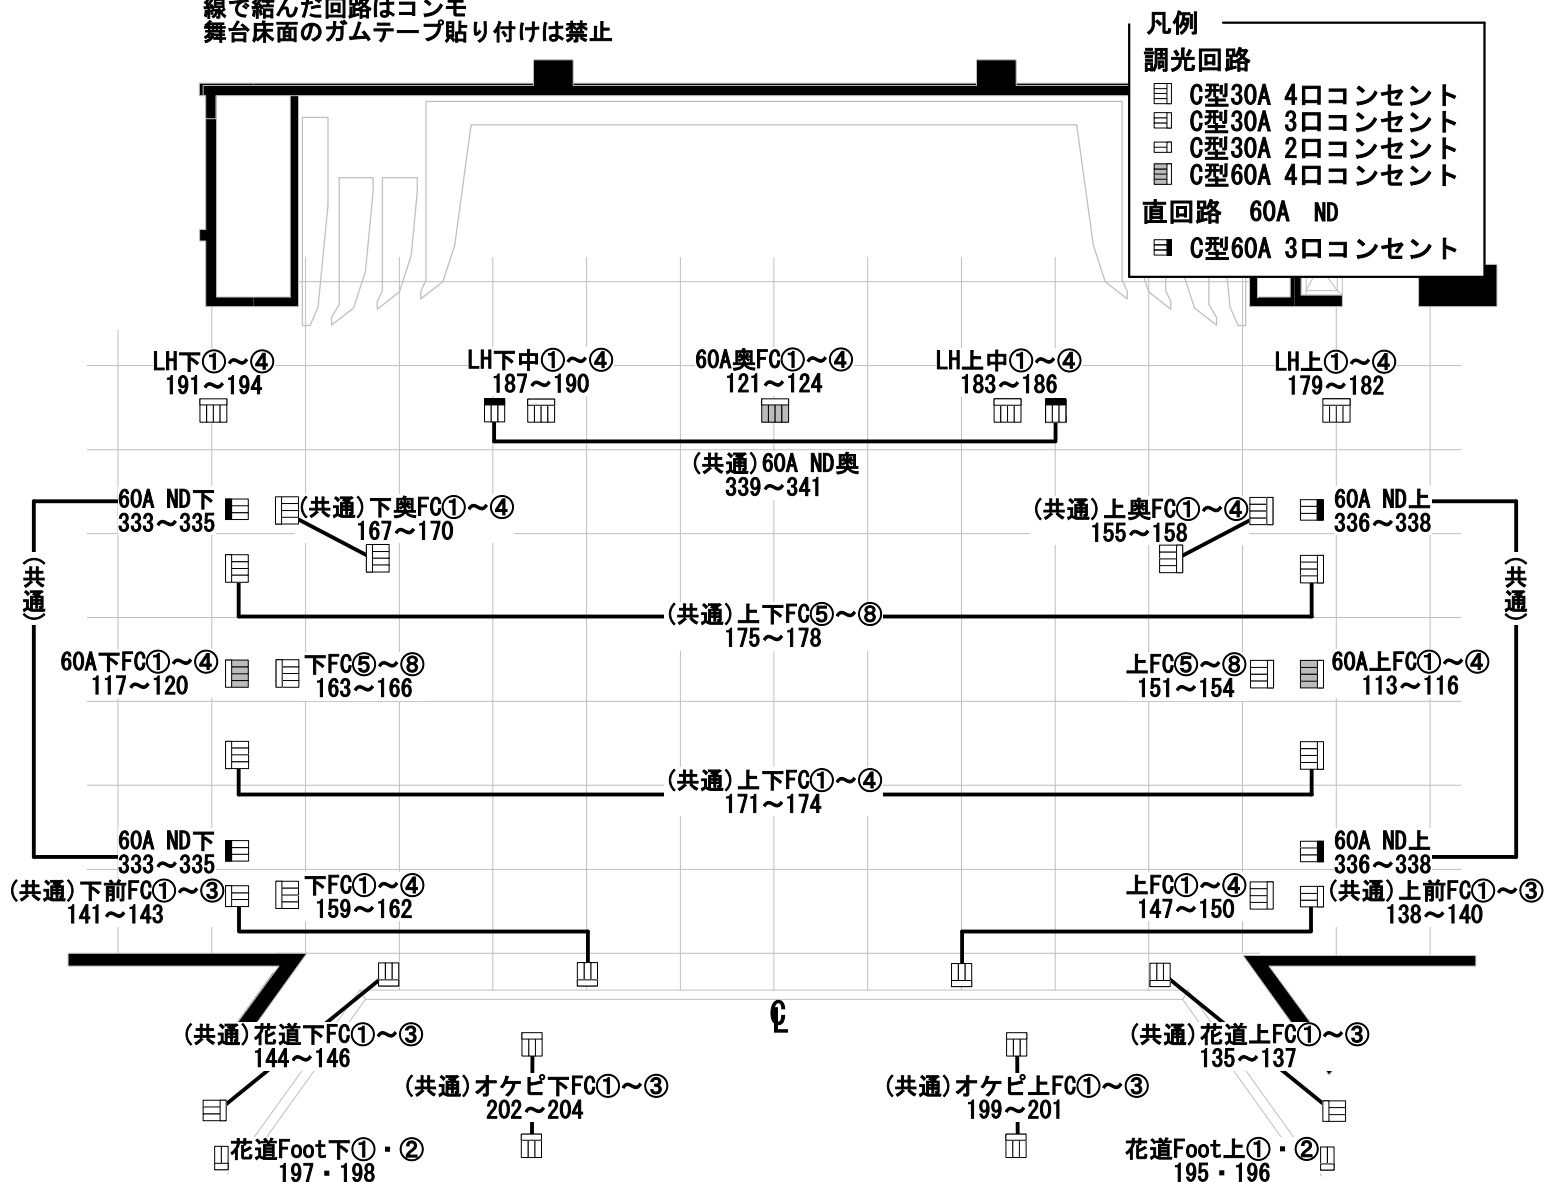 線で結んだ回路はコンモ
舞台床面のガムテープ貼り付けは禁止
凡例
調光回路
C型30A 4口コンセント
C型30A 3口コンセント
C型30A 2口コンセント
C型60A 4口コンセント
直回路 60A ND
C型60A 3口コンセント
LH下①～④
191～194
LH下中①～④
187～190
60A奥FC①～④
121～124
LH上中①～④
183～186
LH上①～④
179～182
(共通)60A ND奥
339～341
60A ND下
333～335
(共通)下奥FC①～④
167～170
(共通)上奥FC①～④
155～158
60A ND上
336～338
(共通)
(共通)
(共通)上下FC⑤～⑧
175～178
60A下FC①～④
117～120
下FC⑤～⑧
163～166
上FC⑤～⑧
151～154
60A上FC①～④
113～116
(共通)上下FC①～④
171～174
60A ND下
333～335
60A ND上
336～338
(共通)下前FC①～③
141～143
下FC①～④
159～162
上FC①～④
147～150
(共通)上前FC①～③
138～140
CL
(共通)花道下FC①～③
144～146
(共通)花道上FC①～③
135～137
(共通)オケピ下FC①～③
202～204
(共通)オケピ上FC①～③
199～201
花道Foot下①・②
197・198
花道Foot上①・②
195・196